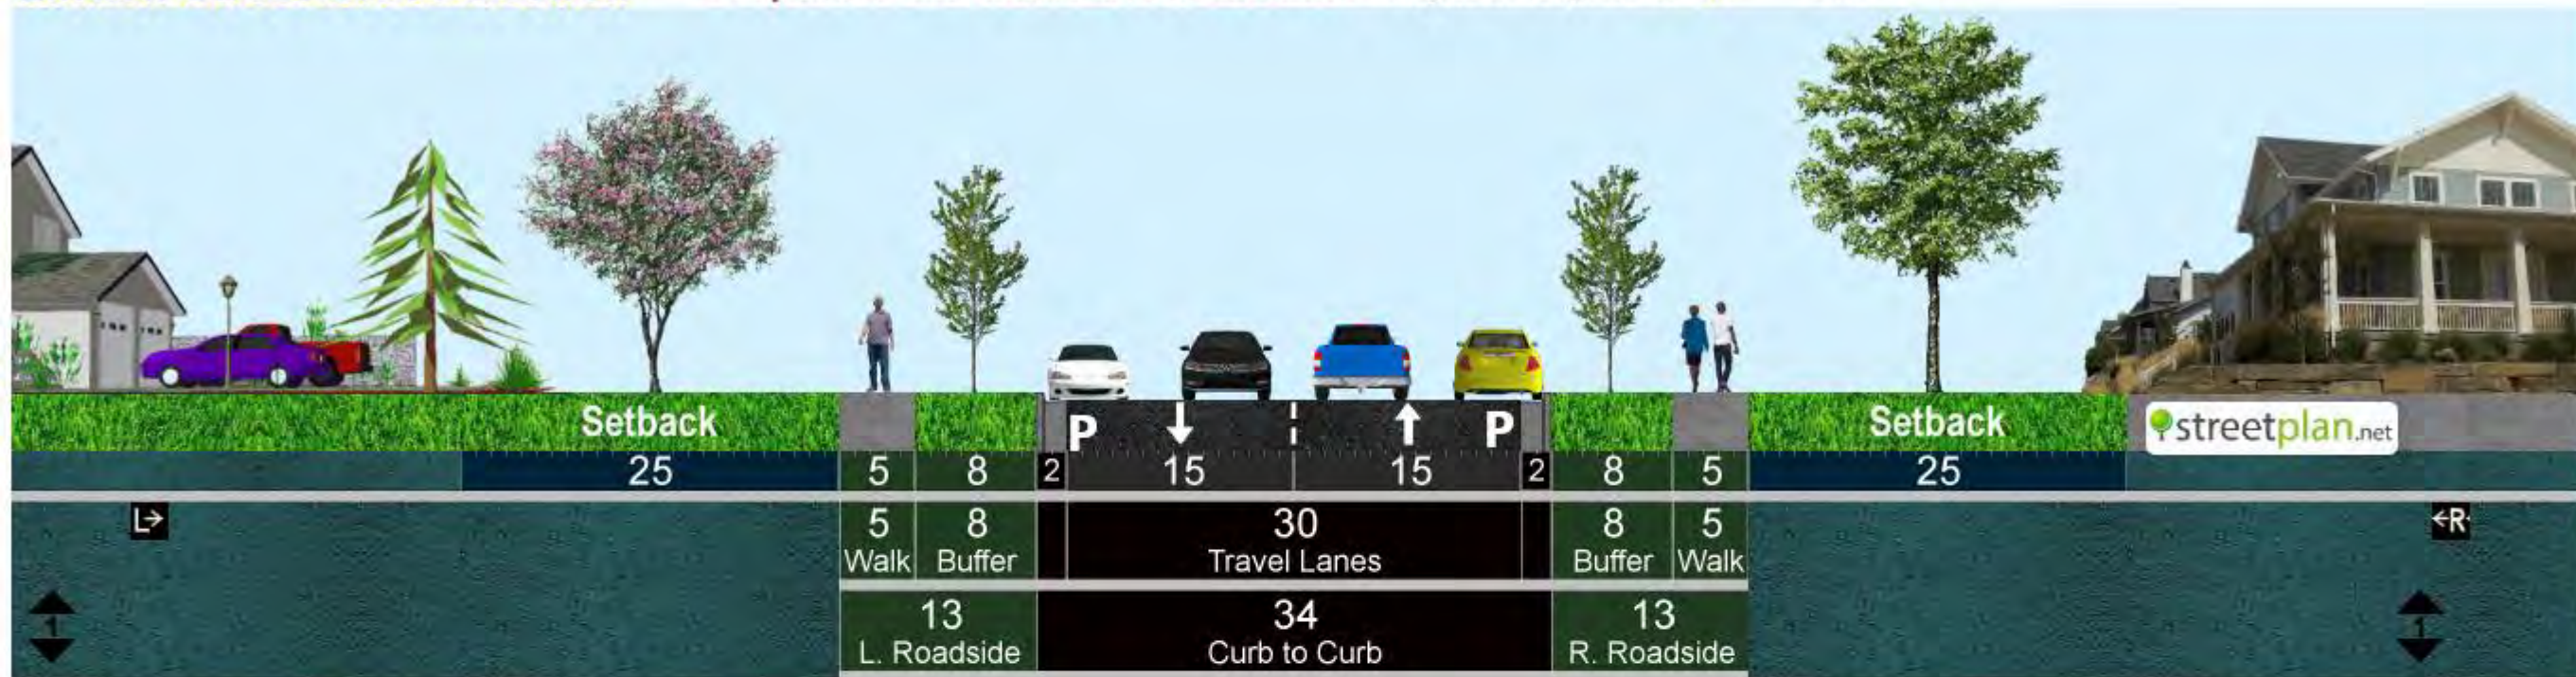 P P
Setback Setback
streetplan.net
25 5 8 2 15 15 2 8 5 25
L→ 5 8 30 8 5 ←R
Walk Buffer Travel Lanes Buffer Walk
1 13 34 13 1
L. Roadside Curb to Curb R. Roadside